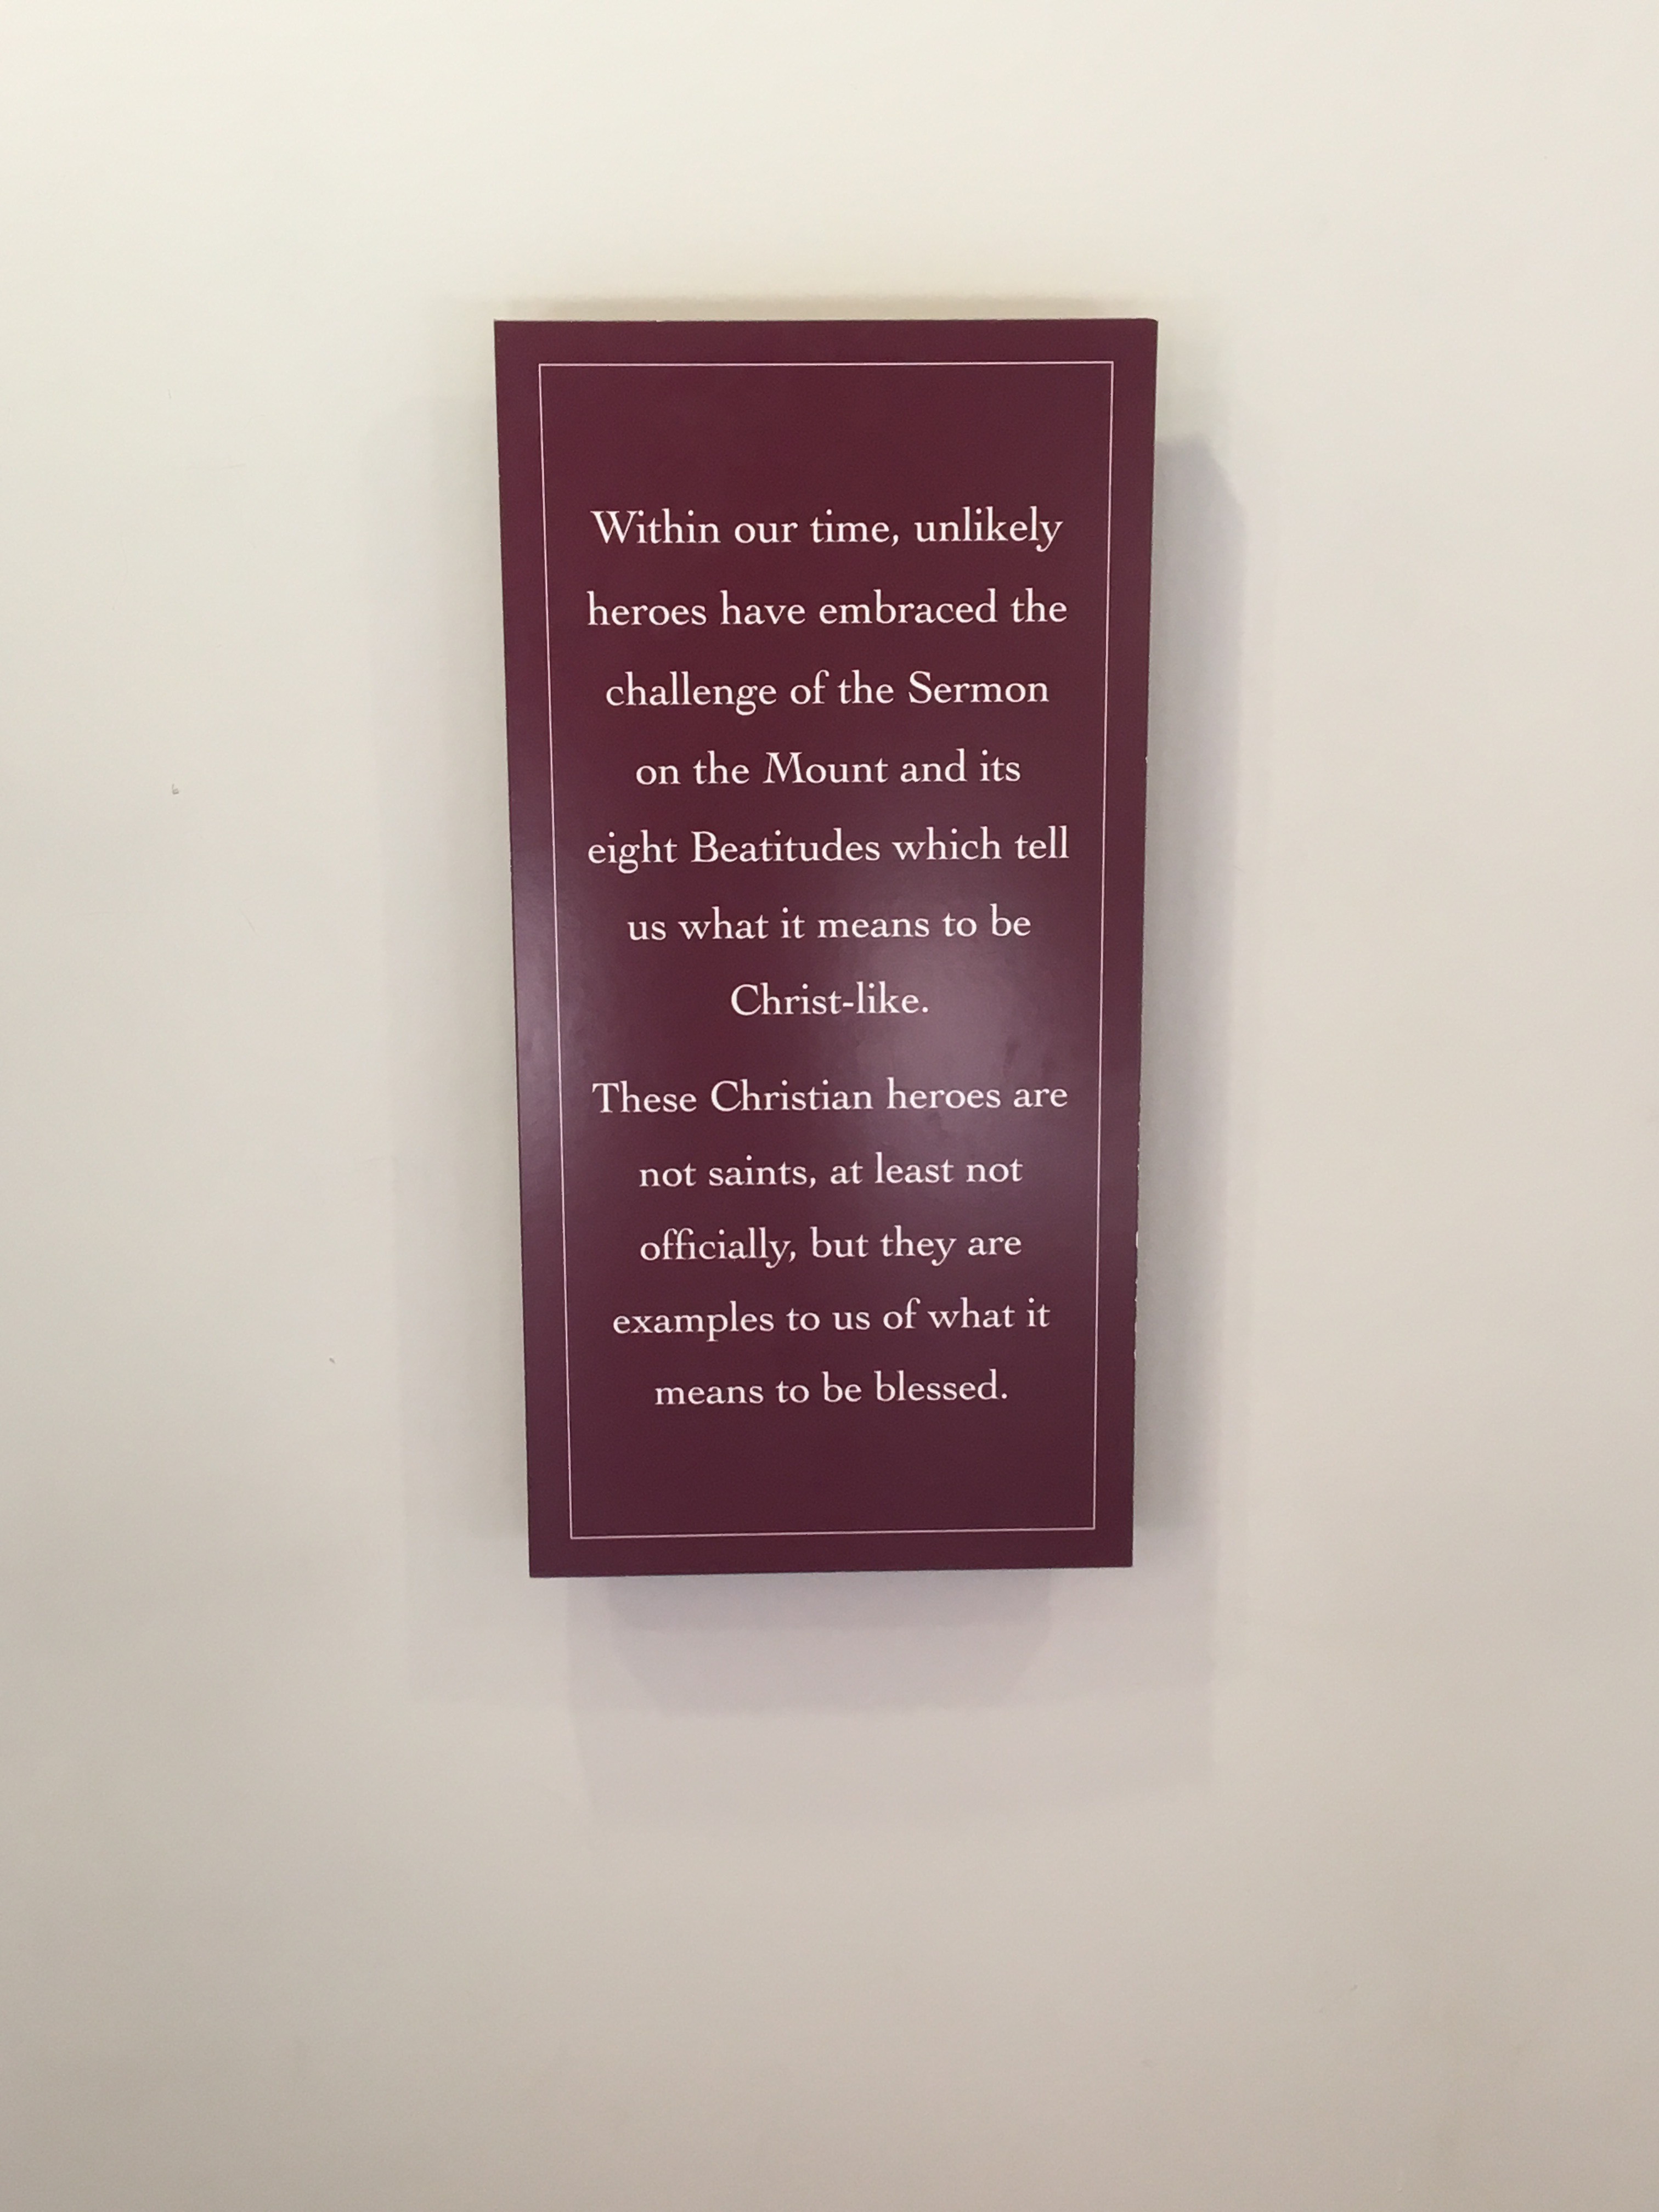 Within our time, unlikely
heroes have embraced the
challenge of the Sermon
on the Mount and its
eight Beatitudes which tell
us what it means to be
Christ-like.
These Christian heroes are
not saints, at least not
officially, but they are
examples to us of what it
means to be blessed.